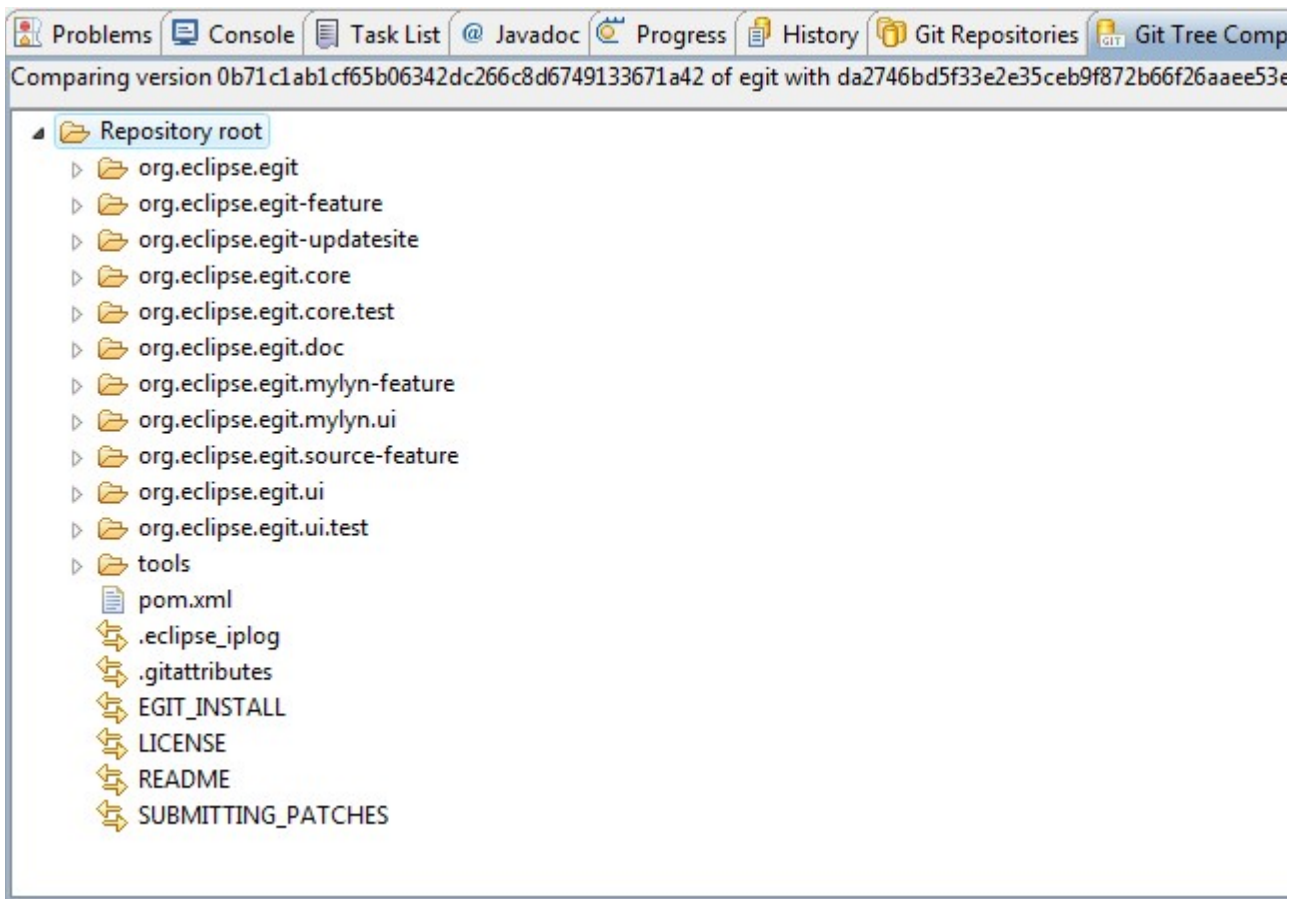 Problems Console Task List Javadoc Progress History Git Repositories Git Tree Comp
Comparing version 0b71c1ab1cf65b06342dc266c8d6749133671a42 of egit with da2746bd5f33e2e35ceb9f872b66f26aaee53e
Repository root
org.eclipse.egit
org.eclipse.egit-feature
org.eclipse.egit-updatesite
org.eclipse.egit.core
org.eclipse.egit.core.test
org.eclipse.egit.doc
org.eclipse.egit.mylyn-feature
org.eclipse.egit.mylyn.ui
org.eclipse.egit.source-feature
org.eclipse.egit.ui
org.eclipse.egit.ui.test
tools
pom.xml
.eclipse_iplog
.gitattributes
EGIT_INSTALL
LICENSE
README
SUBMITTING_PATCHES